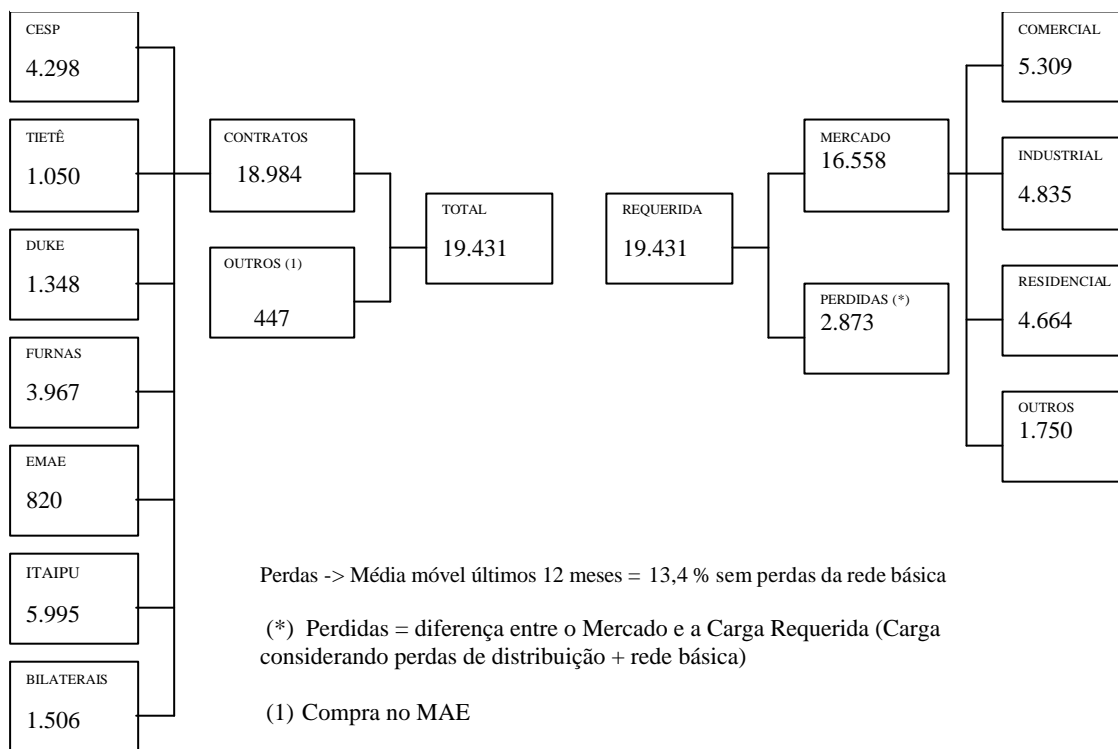 CESP
4.298
TIETÊ
1.050
DUKE
1.348
FURNAS
3.967
EMAE
820
ITAIPU
5.995
BILATERAIS
1.506
CONTRATOS
18.984
OUTROS (1)
447
TOTAL
19.431
REQUERIDA
19.431
MERCADO
16.558
PERDIDAS (*)
2.873
COMERCIAL
5.309
INDUSTRIAL
4.835
RESIDENCIAL
4.664
OUTROS
1.750
Perdas -> Média móvel últimos 12 meses = 13,4 % sem perdas da rede básica
(*) Perdidas = diferença entre o Mercado e a Carga Requerida (Carga
considerando perdas de distribuição + rede básica)
(1) Compra no MAE